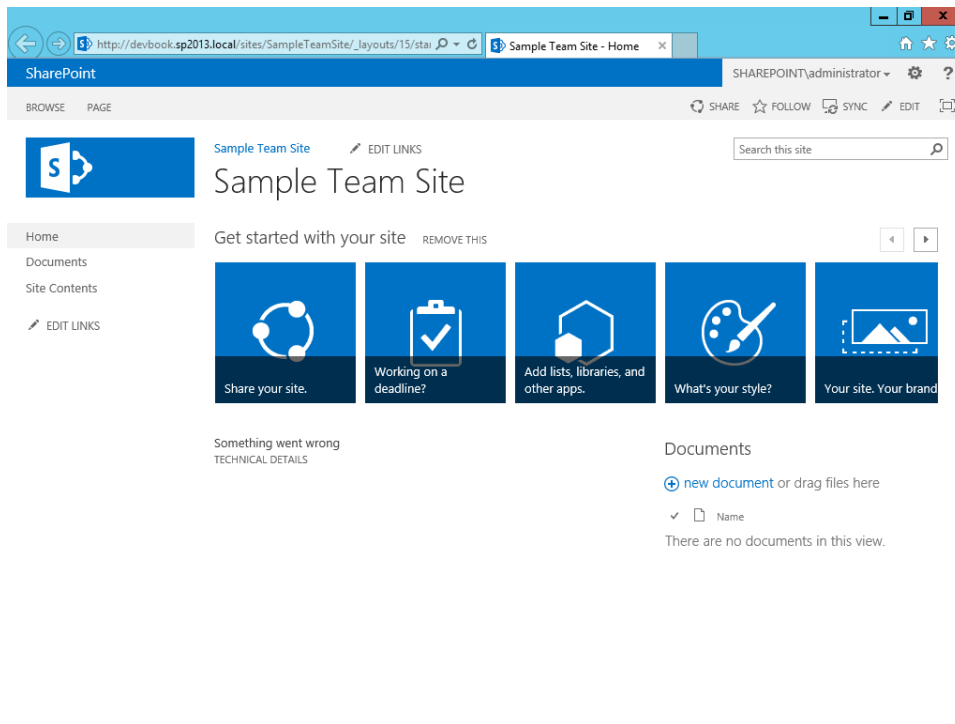 http://devbook.sp2013.local/sites/SampleTeamSite/_layouts/15/star
Sample Team Site - Home
SharePoint
SHAREPOINT\administrator
?
BROWSE PAGE
SHARE FOLLOW SYNC EDIT
S
Sample Team Site
EDIT LINKS
Search this site
Sample Team Site
Home
Documents
Site Contents
EDIT LINKS
Get started with your site REMOVE THIS
Share your site.
Working on a
deadline?
Add lists, libraries, and
other apps.
What's your style?
Your site. Your brand
Something went wrong
TECHNICAL DETAILS
Documents
new document or drag files here
Name
There are no documents in this view.